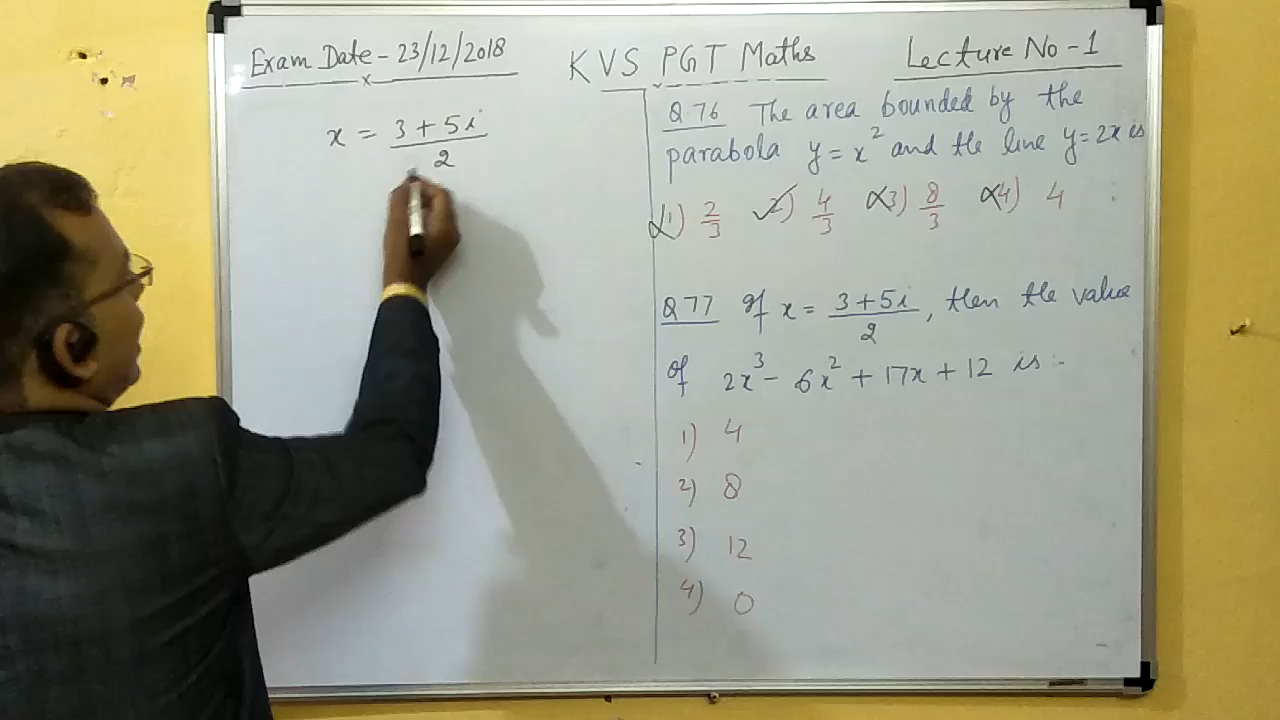 Exam Date - 23/12/2018
KVS PGT Maths
Lecture No - 1
x = 3 + 5i
2
Q.76 The area bounded by the
parabola y = x² and the line y = 2x is
1) 2/3 2) 4/3 3) 8/3 4) 4
Q77 If x = 3 + 5i / 2, then the value
of 2x³ - 6x² + 17x + 12 is :-
1) 4
2) 8
3) 12
4) 0